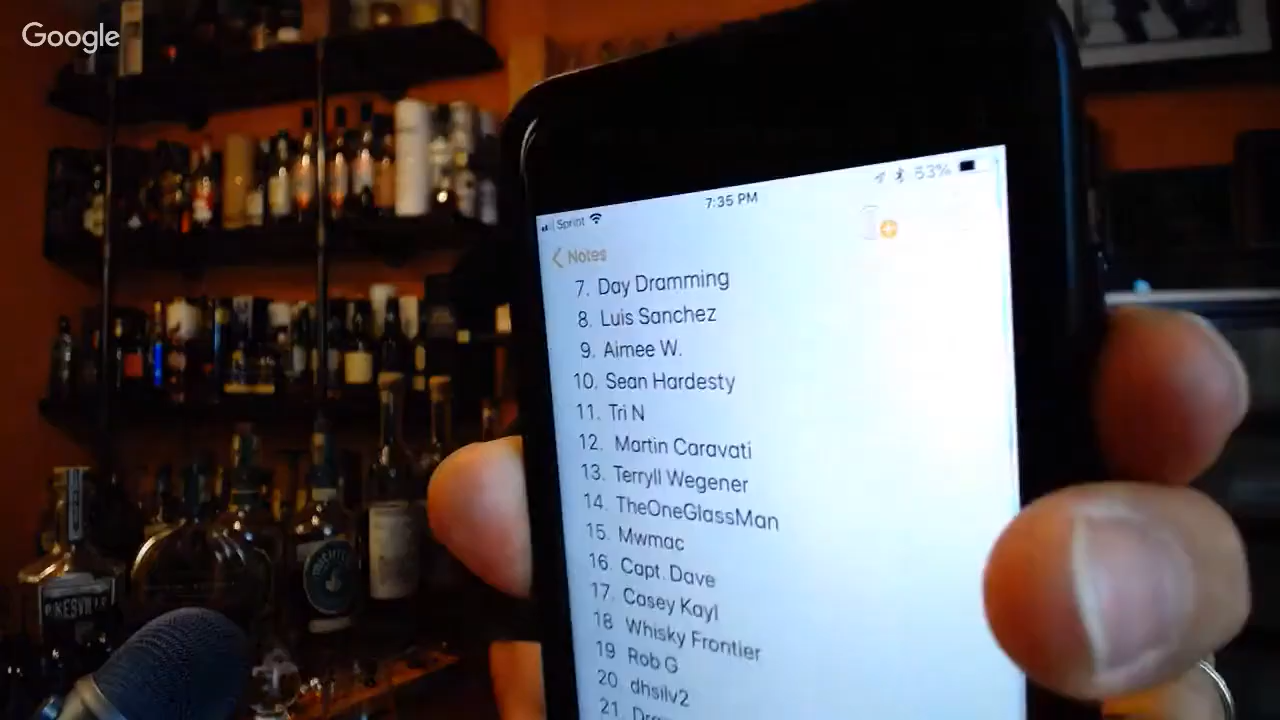 Google
Sprint 7:35 PM 53%
Notes
7. Day Dramming
8. Luis Sanchez
9. Aimee W.
10. Sean Hardesty
11. Tri N
12. Martin Caravati
13. Terryll Wegener
14. TheOneGlassMan
15. Mwmac
16. Capt. Dave
17. Casey Kayl
18 Whisky Frontier
19 Rob G
20 dhsilv2
21.